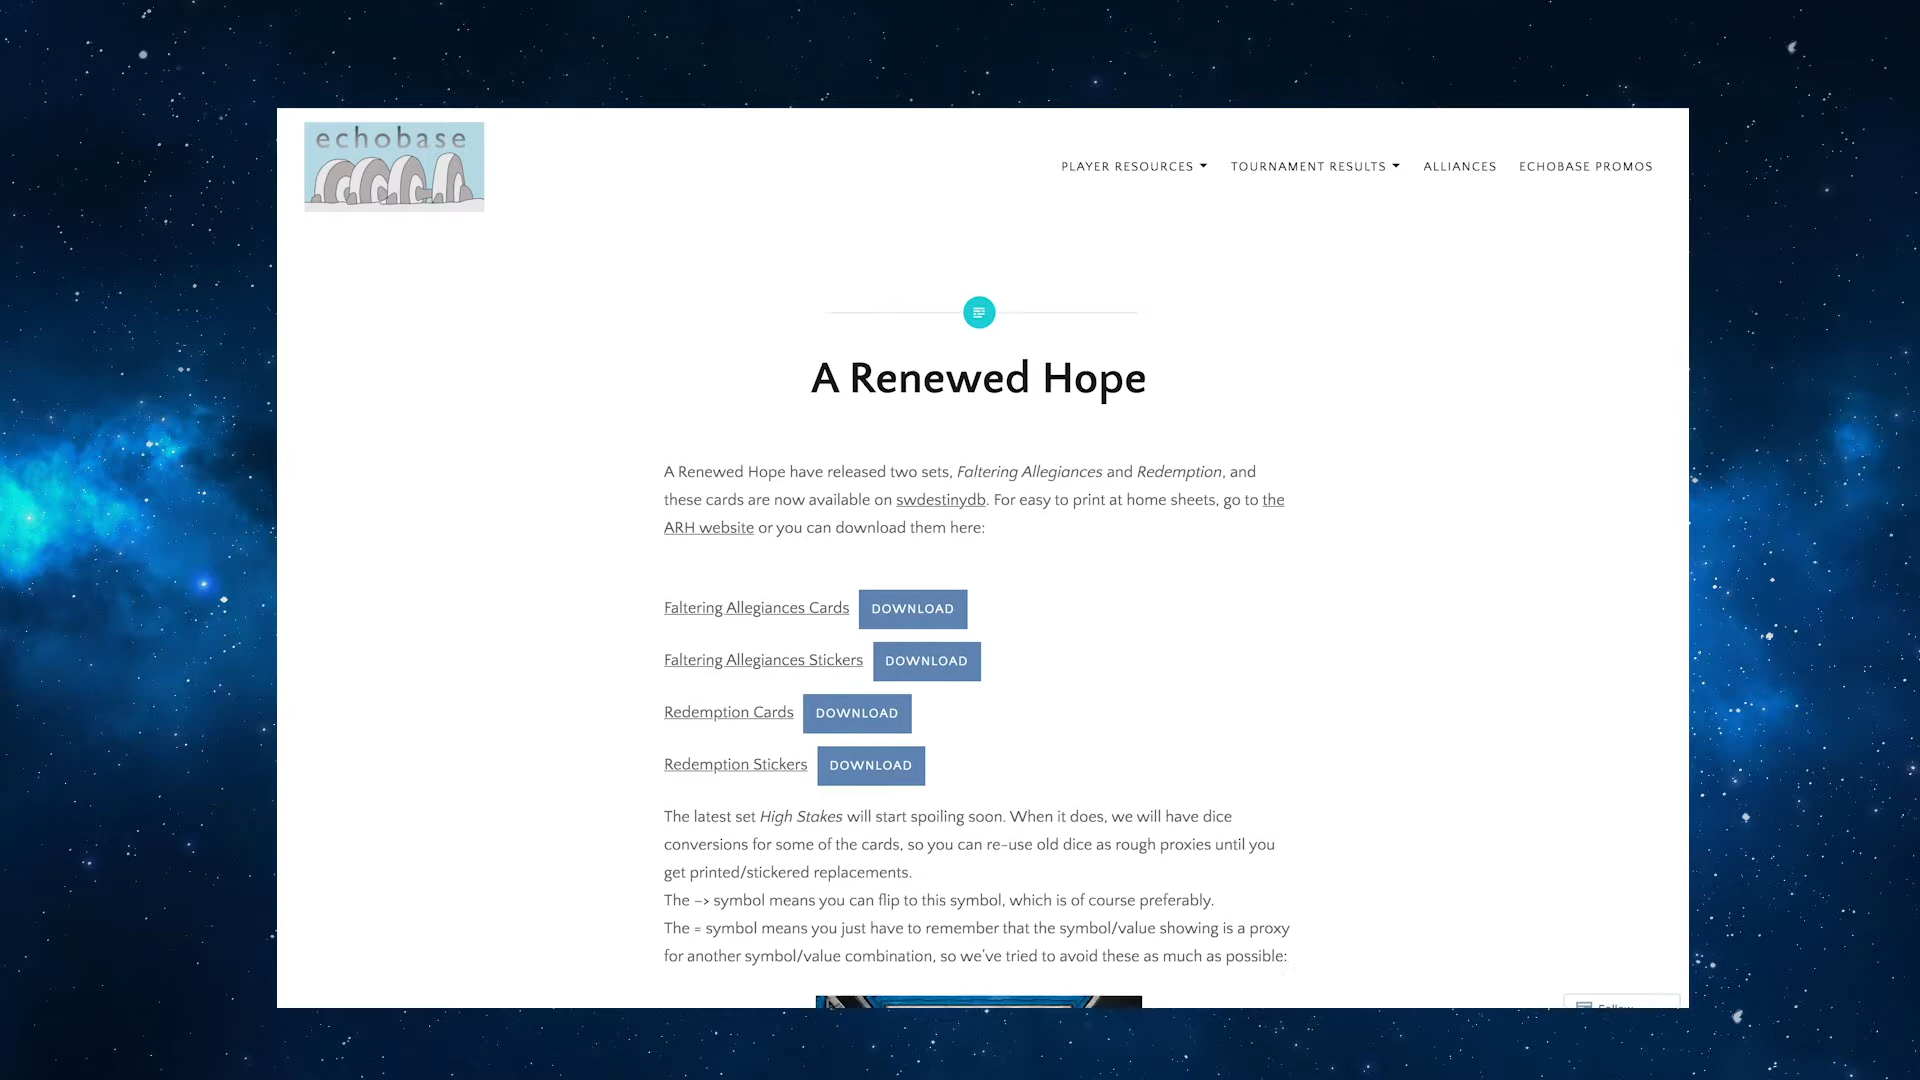 echobase
PLAYER RESOURCES
TOURNAMENT RESULTS
ALLIANCES
ECHOBASE PROMOS
A Renewed Hope
A Renewed Hope have released two sets, Faltering Allegiances and Redemption, and
these cards are now available on swdestinydb. For easy to print at home sheets, go to the
ARH website or you can download them here:
Faltering Allegiances Cards DOWNLOAD
Faltering Allegiances Stickers DOWNLOAD
Redemption Cards DOWNLOAD
Redemption Stickers DOWNLOAD
The latest set High Stakes will start spoiling soon. When it does, we will have dice
conversions for some of the cards, so you can re-use old dice as rough proxies until you
get printed/stickered replacements.
The –> symbol means you can flip to this symbol, which is of course preferably.
The = symbol means you just have to remember that the symbol/value showing is a proxy
for another symbol/value combination, so we've tried to avoid these as much as possible: